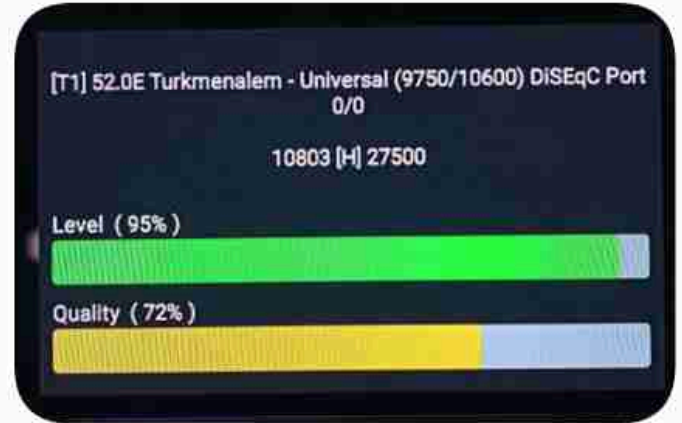 [T1] 52.0E Turkmenalem - Universal (9750/10600) DiSEqC Port
0/0
10803 [H] 27500
Level ( 95% )
Quality ( 72% )